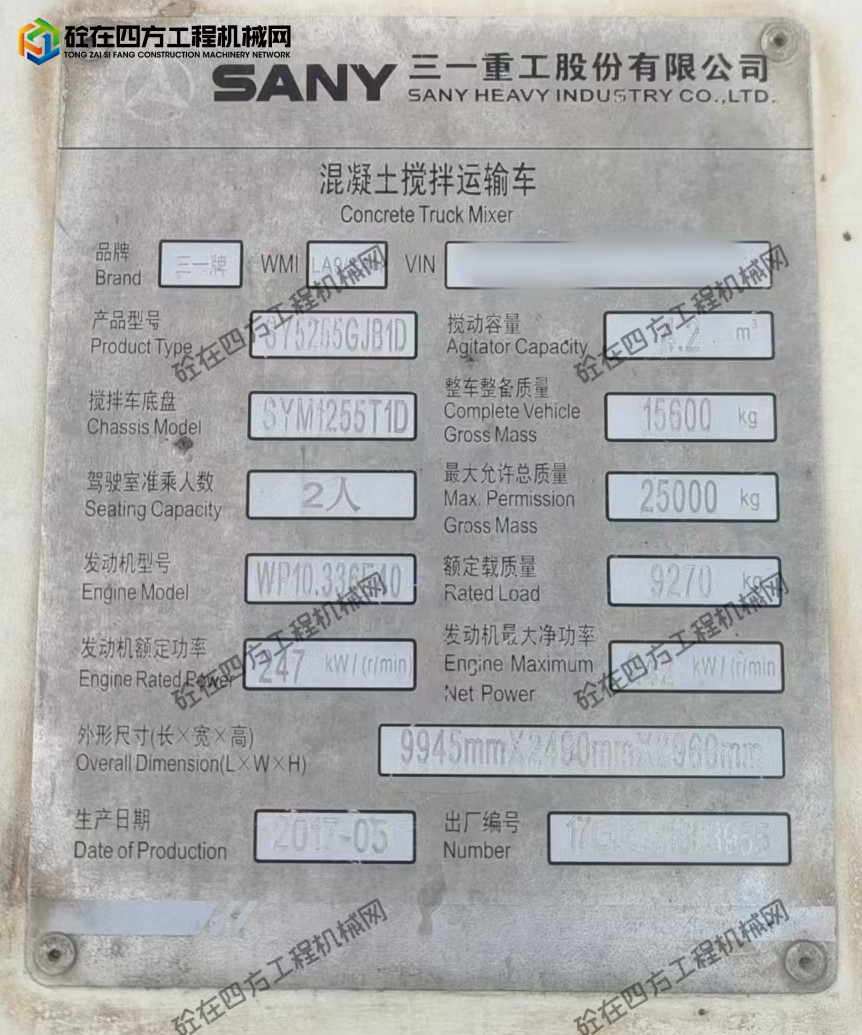 砼在四方工程机械网
TONG ZAI SI FANG CONSTRUCTION MACHINERY NETWORK
SANY 三一重工股份有限公司
SANY HEAVY INDUSTRY CO.,LTD.
混凝土搅拌运输车
Concrete Truck Mixer
品牌 Brand 三一牌 WMI VIN
产品型号 搅动容量
Product Type SY5255GJB1D Agitator Capacity m³
搅拌车底盘 整车整备质量
Chassis Model SYM1255T1D Complete Vehicle 15600 kg
Gross Mass
驾驶室准乘人数 最大允许总质量
Seating Capacity 2人 Max. Permission 25000 kg
Gross Mass
发动机型号 额定载质量
Engine Model Rated Load 9270 kg
发动机额定功率 发动机最大净功率
Engine Rated Power 247 kW/(r/min) Engine Maximum kW/(r/min)
Net Power
外形尺寸(长×宽×高)
Overall Dimension(L×W×H) 9945mmX2490mmX3960mm
生产日期 出厂编号
Date of Production 2017-05 Number
砼在四方工程机械网
砼在四方工程机械网
砼在四方工程机械网
砼在四方工程机械网
砼在四方工程机械网
砼在四方工程机械网